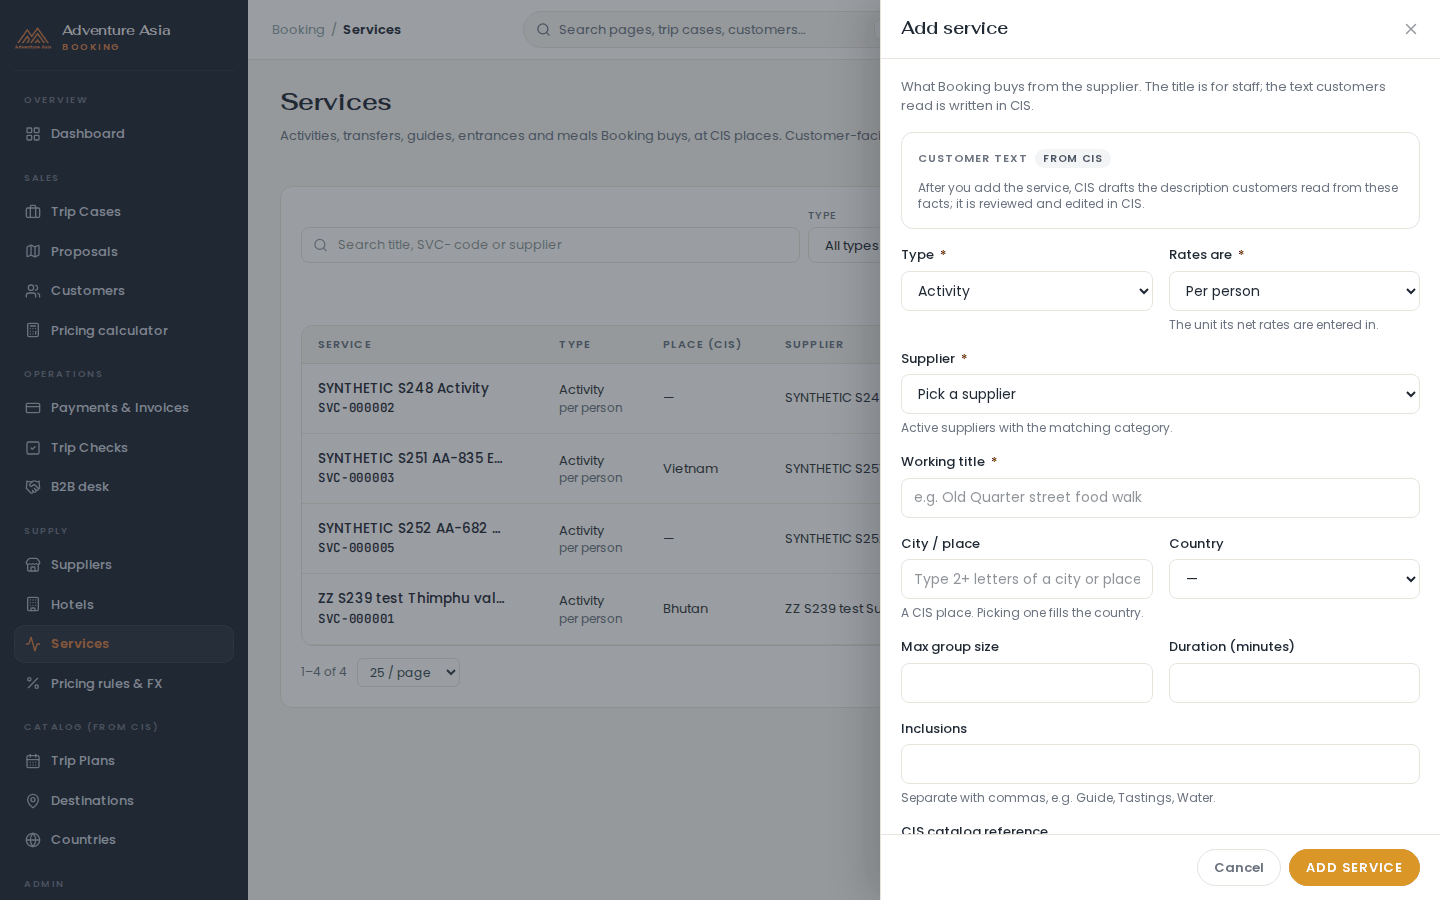 Adventure Asia
BOOKING
OVERVIEW
Dashboard
SALES
Trip Cases
Proposals
Customers
Pricing calculator
OPERATIONS
Payments & Invoices
Trip Checks
B2B desk
SUPPLY
Suppliers
Hotels
Services
Pricing rules & FX
CATALOG (FROM CIS)
Trip Plans
Destinations
Countries
ADMIN
Booking / Services
Search pages, trip cases, customers...
Services
Activities, transfers, guides, entrances and meals Booking buys, at CIS places. Customer-faci
TYPE
Search title, SVC- code or supplier
All types
SERVICE TYPE PLACE (CIS) SUPPLIER
SYNTHETIC S248 Activity Activity — SYNTHETIC S24
SVC-000002 per person
SYNTHETIC S251 AA-835 E... Activity Vietnam SYNTHETIC S25
SVC-000003 per person
SYNTHETIC S252 AA-682 ... Activity — SYNTHETIC S25
SVC-000005 per person
ZZ S239 test Thimphu val... Activity Bhutan ZZ S239 test Su
SVC-000001 per person
1–4 of 4 25 / page
Add service
What Booking buys from the supplier. The title is for staff; the text customers
read is written in CIS.
CUSTOMER TEXT FROM CIS
After you add the service, CIS drafts the description customers read from these
facts; it is reviewed and edited in CIS.
Type * Rates are *
Activity Per person
The unit its net rates are entered in.
Supplier *
Pick a supplier
Active suppliers with the matching category.
Working title *
e.g. Old Quarter street food walk
City / place Country
Type 2+ letters of a city or place —
A CIS place. Picking one fills the country.
Max group size Duration (minutes)
Inclusions
Separate with commas, e.g. Guide, Tastings, Water.
CIS catalog reference
Cancel ADD SERVICE